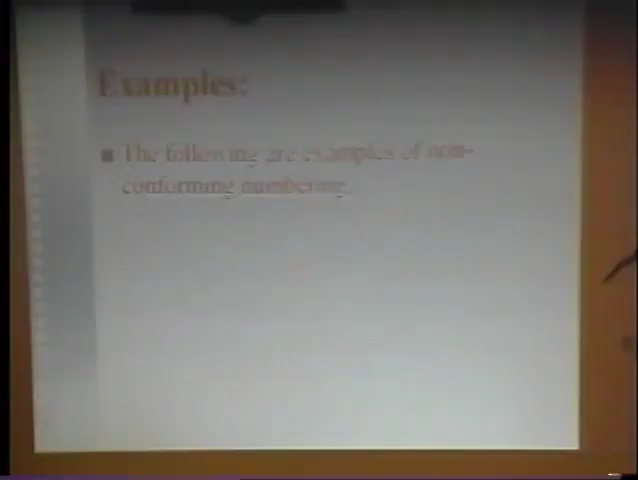 Examples:
The following are examples of non-
conforming numbering.